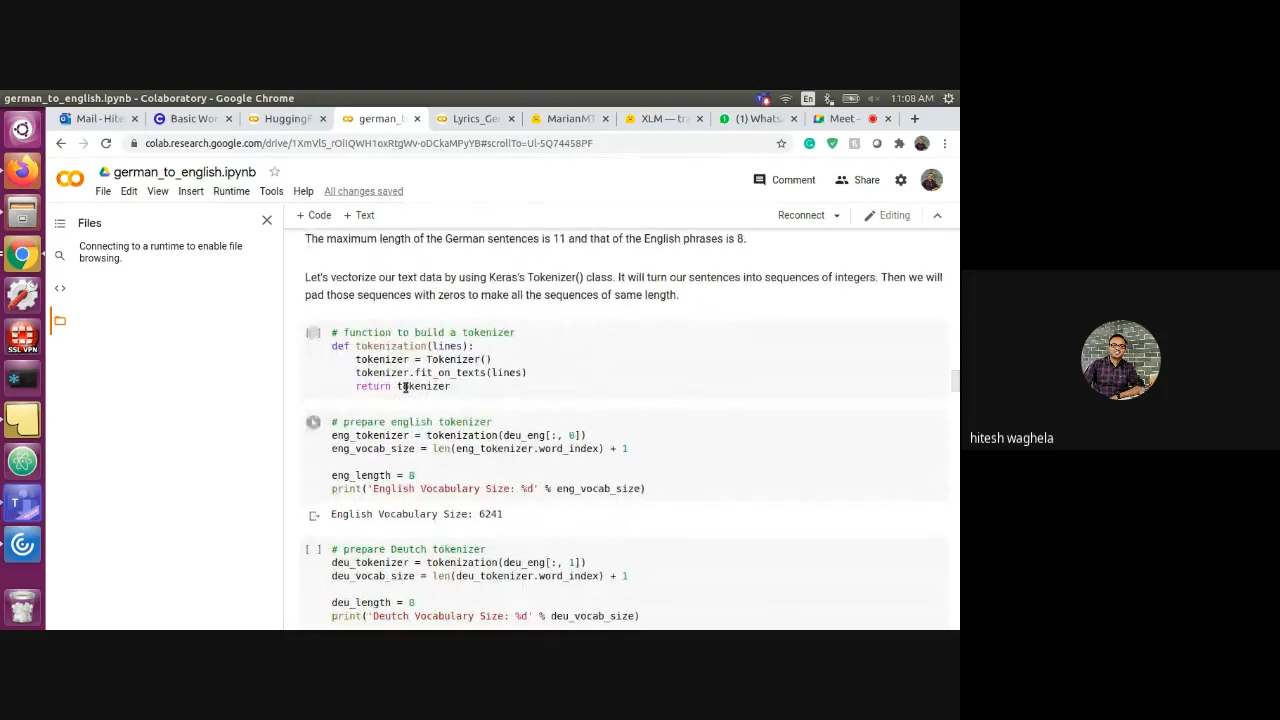 german_to_english.ipynb - Colaboratory - Google Chrome
En
11:08 AM
Mail - Hite
Basic Wor
HuggingF
german_to
Lyrics_Ger
MarianMT
XLM — tra
(1) Whats
Meet –
colab.research.google.com/drive/
german_to_english.ipynb
Comment
Share
File Edit View Insert Runtime Tools Help All changes saved
Files
+ Code + Text
Reconnect
Editing
Connecting to a runtime to enable file
browsing.
The maximum length of the German sentences is 11 and that of the English phrases is 8.
Let's vectorize our text data by using Keras's Tokenizer() class. It will turn our sentences into sequences of integers. Then we will
pad those sequences with zeros to make all the sequences of same length.
# function to build a tokenizer
def tokenization(lines):
tokenizer = Tokenizer()
tokenizer.fit_on_texts(lines)
return tokenizer
# prepare english tokenizer
eng_tokenizer = tokenization(deu_eng[:, 0])
eng_vocab_size = len(eng_tokenizer.word_index) + 1
eng_length = 8
print('English Vocabulary Size: %d' % eng_vocab_size)
English Vocabulary Size: 6241
[ ] # prepare Deutch tokenizer
deu_tokenizer = tokenization(deu_eng[:, 1])
deu_vocab_size = len(deu_tokenizer.word_index) + 1
deu_length = 8
print('Deutch Vocabulary Size: %d' % deu_vocab_size)
SSL VPN
hitesh waghela